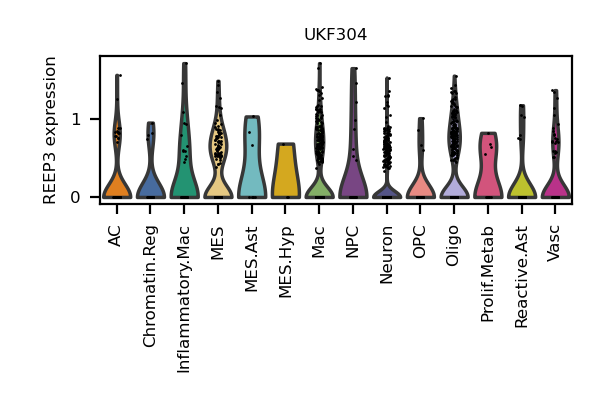 UKF304
REEP3 expression
1
0
AC
Chromatin.Reg
Inflammatory.Mac
MES
MES.Ast
MES.Hyp
Mac
NPC
Neuron
OPC
Oligo
Prolif.Metab
Reactive.Ast
Vasc